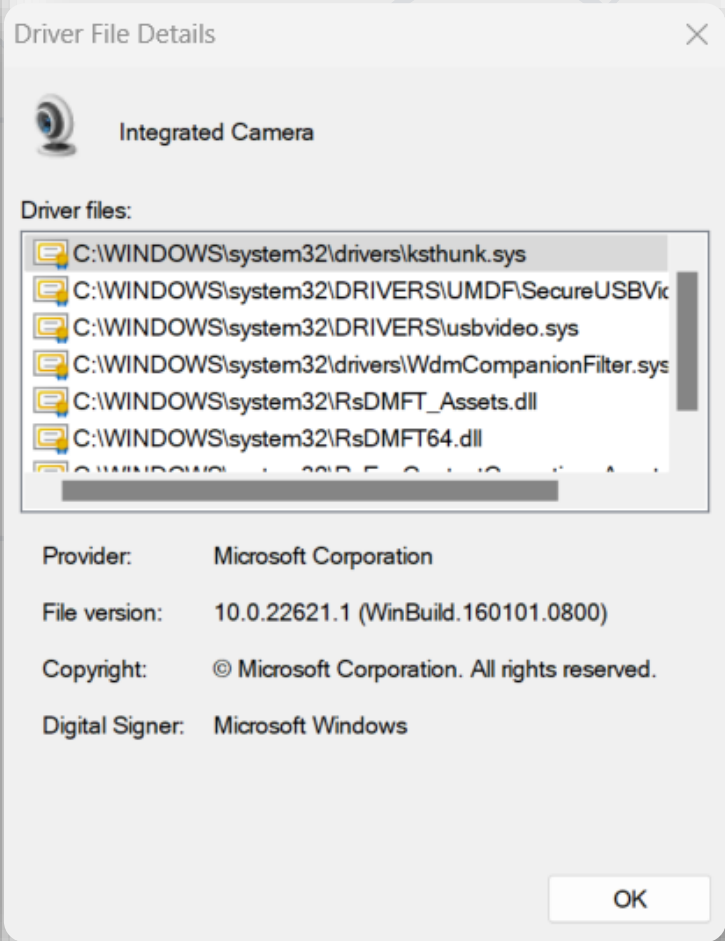 Driver File Details
Integrated Camera
Driver files:
C:\WINDOWS\system32\drivers\ksthunk.sys
C:\WINDOWS\system32\DRIVERS\UMDF\SecureUSBVic
C:\WINDOWS\system32\DRIVERS\usbvideo.sys
C:\WINDOWS\system32\drivers\WdmCompanionFilter.sys
C:\WINDOWS\system32\RsDMFT_Assets.dll
C:\WINDOWS\system32\RsDMFT64.dll
Provider: Microsoft Corporation
File version: 10.0.22621.1 (WinBuild.160101.0800)
Copyright: © Microsoft Corporation. All rights reserved.
Digital Signer: Microsoft Windows
OK